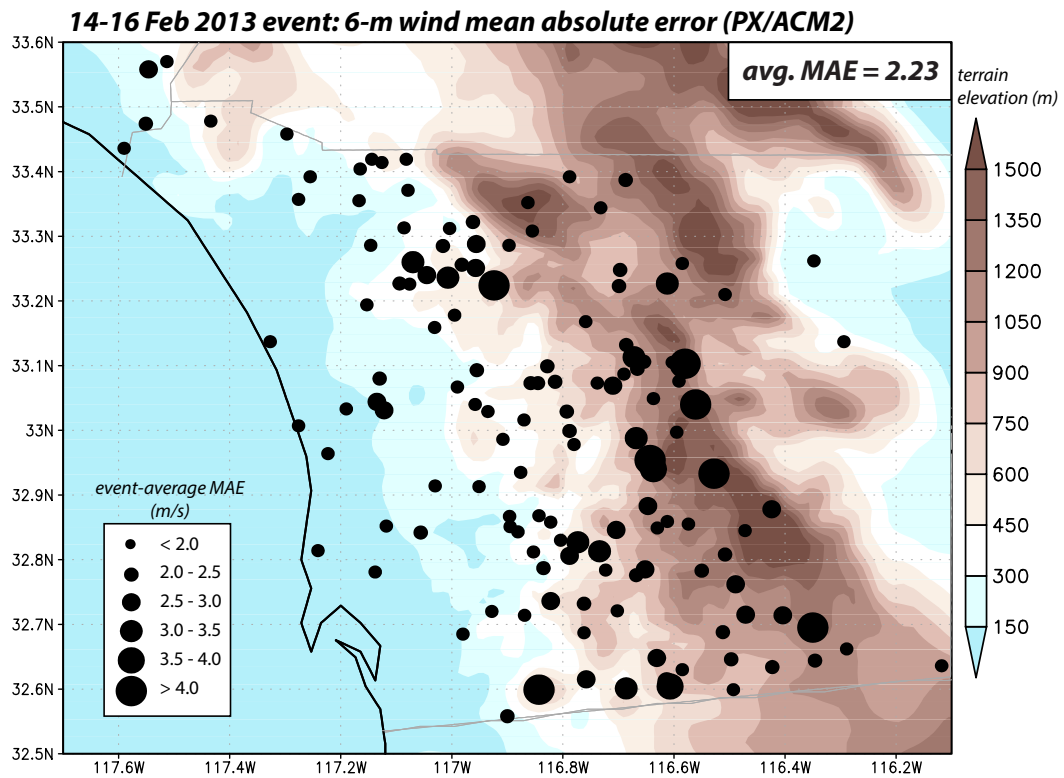 14-16 Feb 2013 event: 6-m wind mean absolute error (PX/ACM2)
avg. MAE = 2.23
terrain
elevation (m)
33.6N
33.5N
33.4N
33.3N
33.2N
33.1N
33N
32.9N
32.8N
32.7N
32.6N
32.5N
1500
1350
1200
1050
900
750
600
450
300
150
event-average MAE
(m/s)
< 2.0
2.0 - 2.5
2.5 - 3.0
3.0 - 3.5
3.5 - 4.0
> 4.0
117.6W
117.4W
117.2W
117W
116.8W
116.6W
116.4W
116.2W